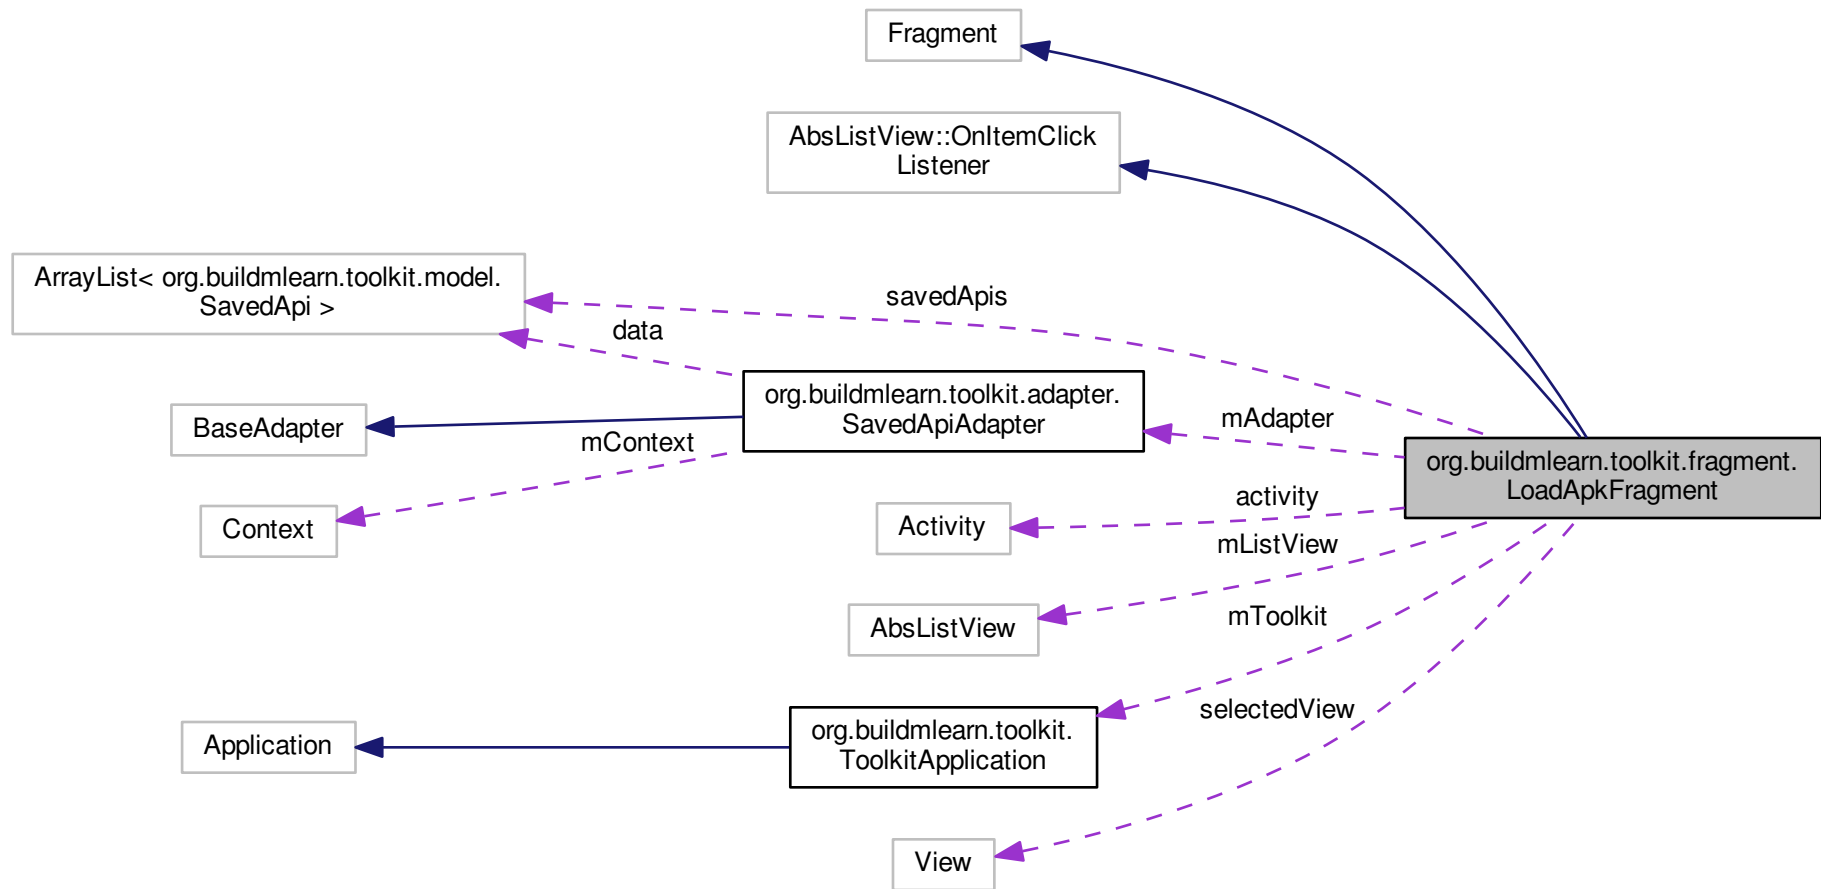 Fragment
AbsListView::OnItemClick
Listener
ArrayList< org.buildmlearn.toolkit.model.
SavedApi >
savedApis
data
org.buildmlearn.toolkit.adapter.
SavedApiAdapter
BaseAdapter
mContext
mAdapter
org.buildmlearn.toolkit.fragment.
LoadApkFragment
Context
activity
Activity
mListView
AbsListView
mToolkit
selectedView
Application
org.buildmlearn.toolkit.
ToolkitApplication
View